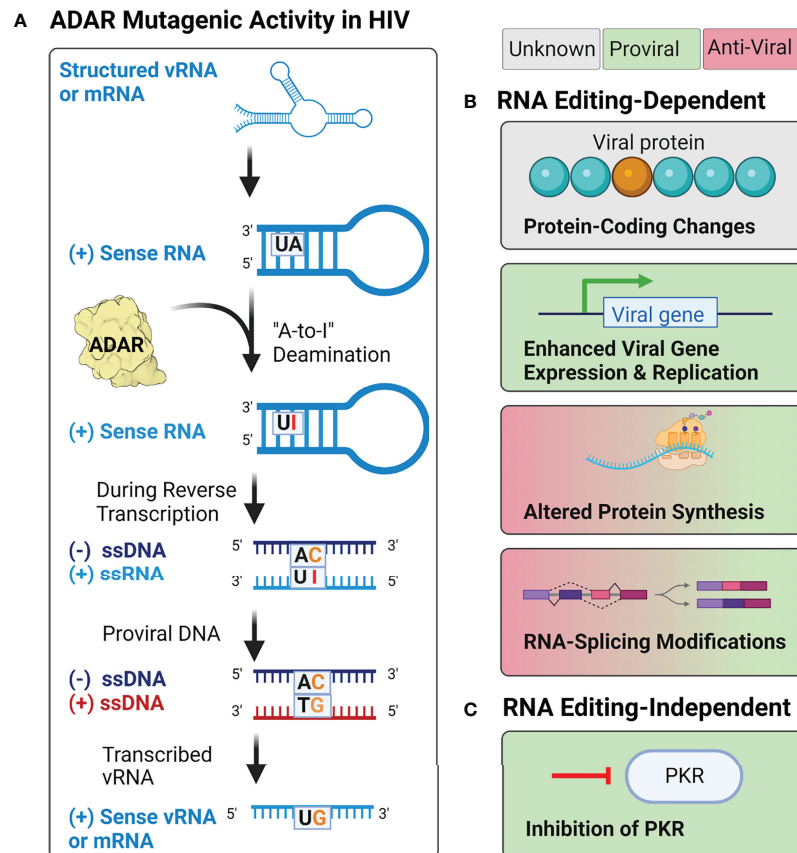 A ADAR Mutagenic Activity in HIV
Structured vRNA
or mRNA
3'
UA
(+) Sense RNA
5'
ADAR
"A-to-I"
Deamination
3'
UI
(+) Sense RNA
5'
During Reverse
Transcription
(-) ssDNA 5' 3'
AC
(+) ssRNA 3' 5'
UI
Proviral DNA
(-) ssDNA 5' 3'
AC
(+) ssDNA 3' 5'
TG
Transcribed
vRNA
(+) Sense vRNA 5' UG 3'
or mRNA
Unknown Proviral Anti-Viral
B RNA Editing-Dependent
Viral protein
Protein-Coding Changes
Viral gene
Enhanced Viral Gene
Expression & Replication
Altered Protein Synthesis
RNA-Splicing Modifications
C RNA Editing-Independent
PKR
Inhibition of PKR